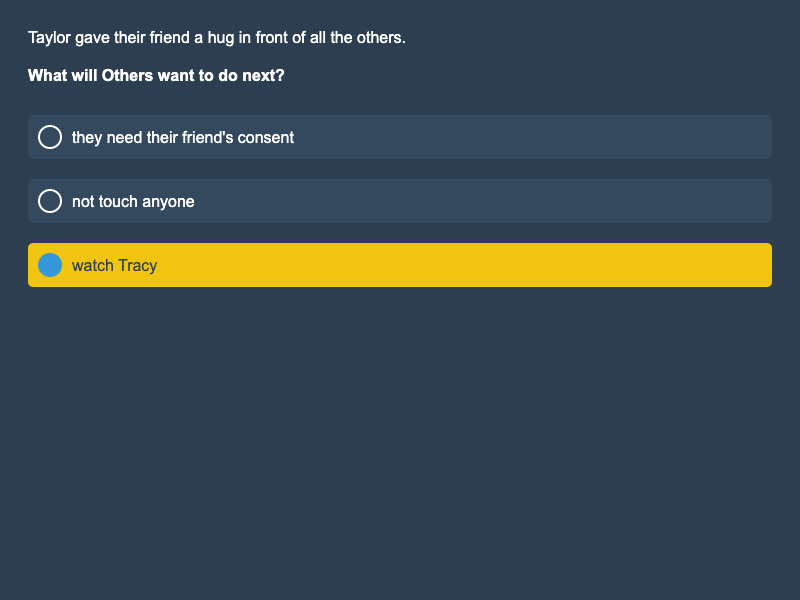 Taylor gave their friend a hug in front of all the others.
What will Others want to do next?
they need their friend's consent
not touch anyone
watch Tracy